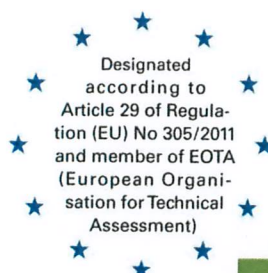 Designated
according to
Article 29 of Regula-
tion (EU) No 305/2011
and member of EOTA
(European Organi-
sation for Technical
Assessment)